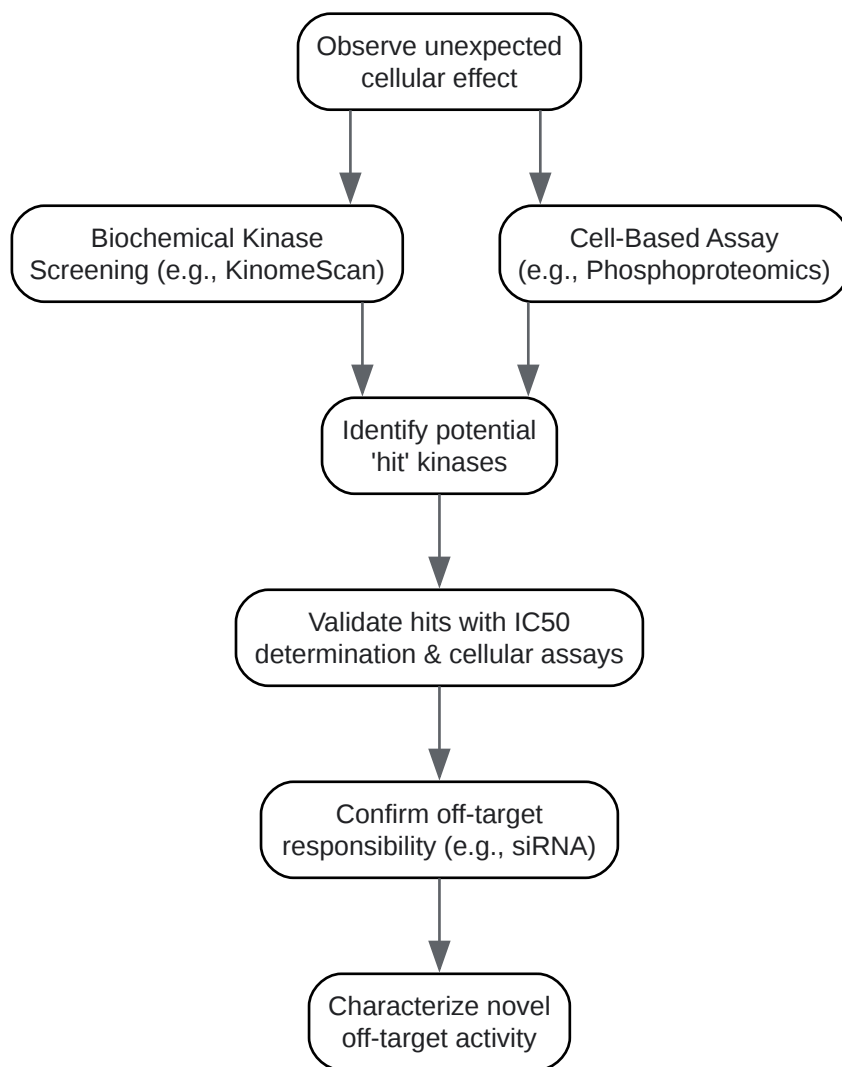 Observe unexpected
cellular effect
Biochemical Kinase
Screening (e.g., KinomeScan)
Cell-Based Assay
(e.g., Phosphoproteomics)
Identify potential
'hit' kinases
Validate hits with IC50
determination & cellular assays
Confirm off-target
responsibility (e.g., siRNA)
Characterize novel
off-target activity